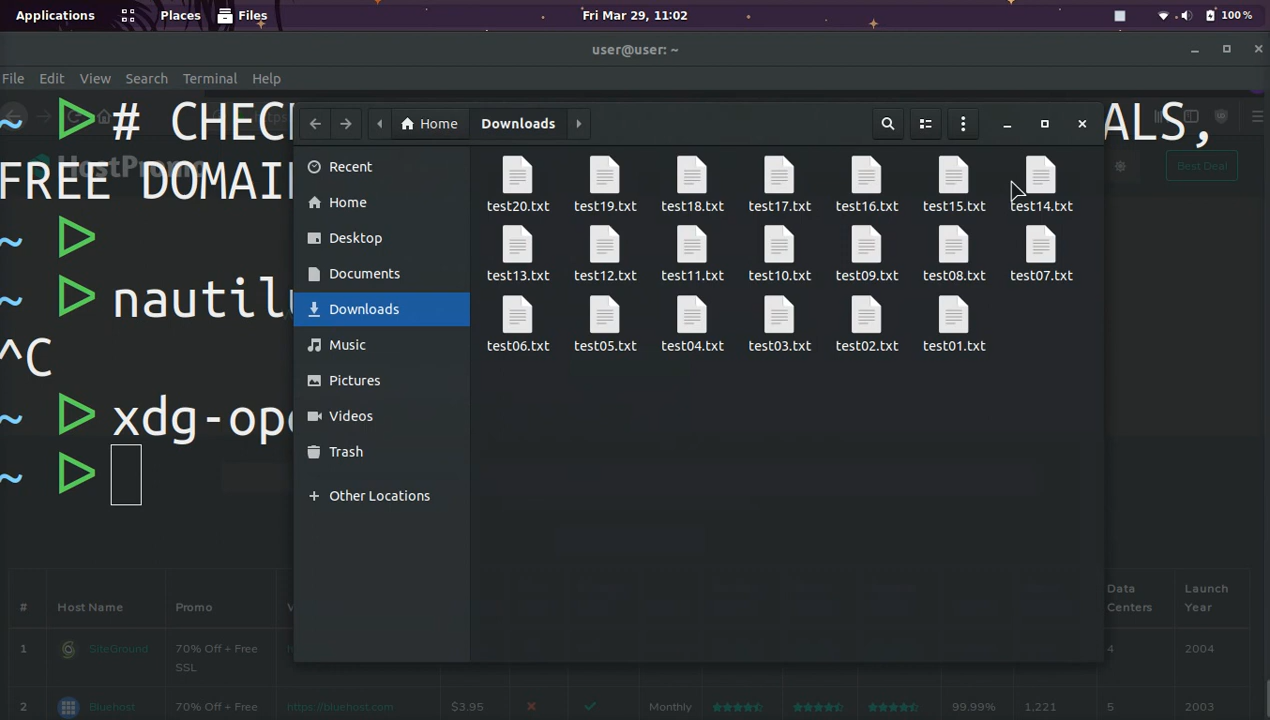 Applications Places Files Fri Mar 29, 11:02 100 %
user@user: ~
File Edit View Search Terminal Help
~ # CHEC ALS,
FREE DOMAI
~
~ nautilu
^C
~ xdg-ope
~
Home Downloads
Recent
Home
Desktop
Documents
Downloads
Music
Pictures
Videos
Trash
+ Other Locations
test20.txt test19.txt test18.txt test17.txt test16.txt test15.txt test14.txt
test13.txt test12.txt test11.txt test10.txt test09.txt test08.txt test07.txt
test06.txt test05.txt test04.txt test03.txt test02.txt test01.txt
HostPromo Best Deal
# Host Name Promo Data Centers Launch Year
1 SiteGround 70% Off + Free SSL 4 2004
2 Bluehost 70% Off + Free https://bluehost.com $3.95 Monthly 99.99% 1,221 5 2003